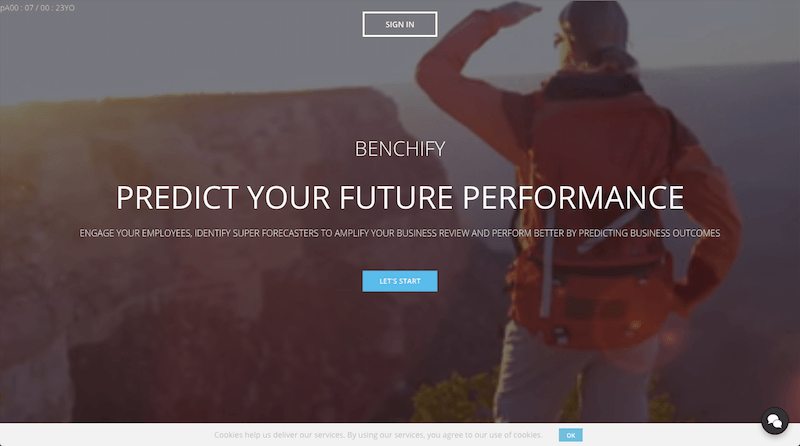 pA00 : 07 / 00 : 23YO
SIGN IN
BENCHIFY
PREDICT YOUR FUTURE PERFORMANCE
ENGAGE YOUR EMPLOYEES, IDENTIFY SUPER FORECASTERS TO AMPLIFY YOUR BUSINESS REVIEW AND PERFORM BETTER BY PREDICTING BUSINESS OUTCOMES
LET'S START
Cookies help us deliver our services. By using our services, you agree to our use of cookies. OK